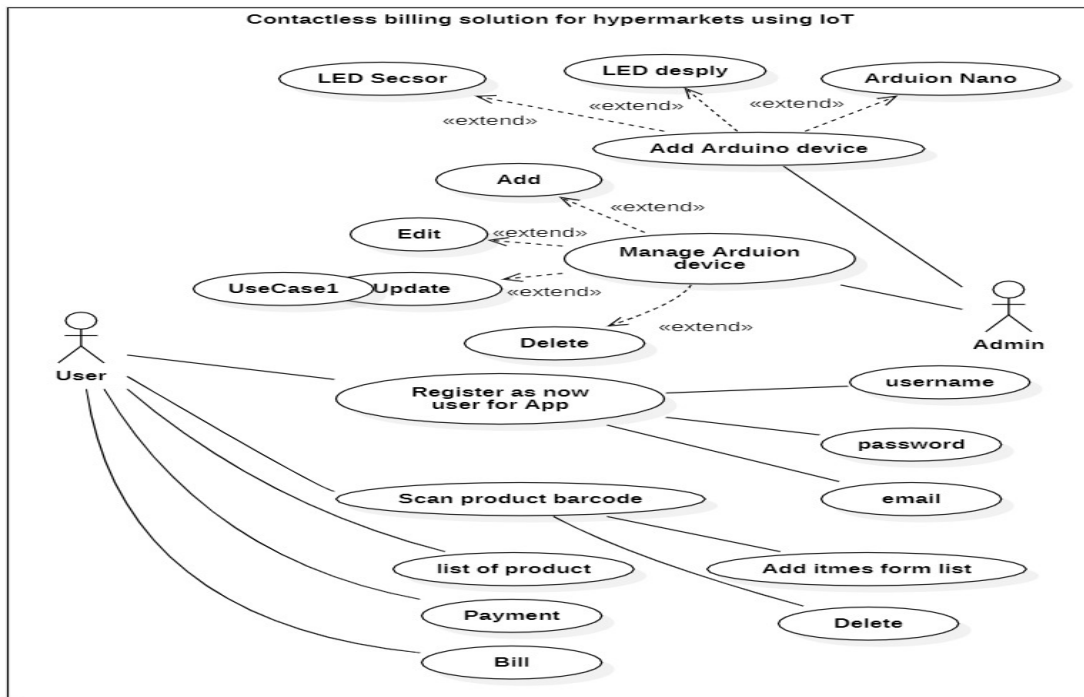 Contactless billing solution for hypermarkets using IoT
LED Secsor
LED desply
Arduion Nano
«extend»
«extend»
«extend»
Add Arduino device
Add
«extend»
Edit
«extend»
Manage Arduion
device
UseCase1
Update
«extend»
«extend»
Delete
Admin
User
Register as now
user for App
username
password
email
Scan product barcode
list of product
Add itmes form list
Payment
Delete
Bill